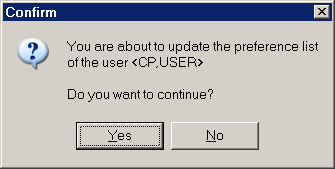 Confirm
You are about to update the preference list
of the user <CP,USER>
Do you want to continue?
Yes
No